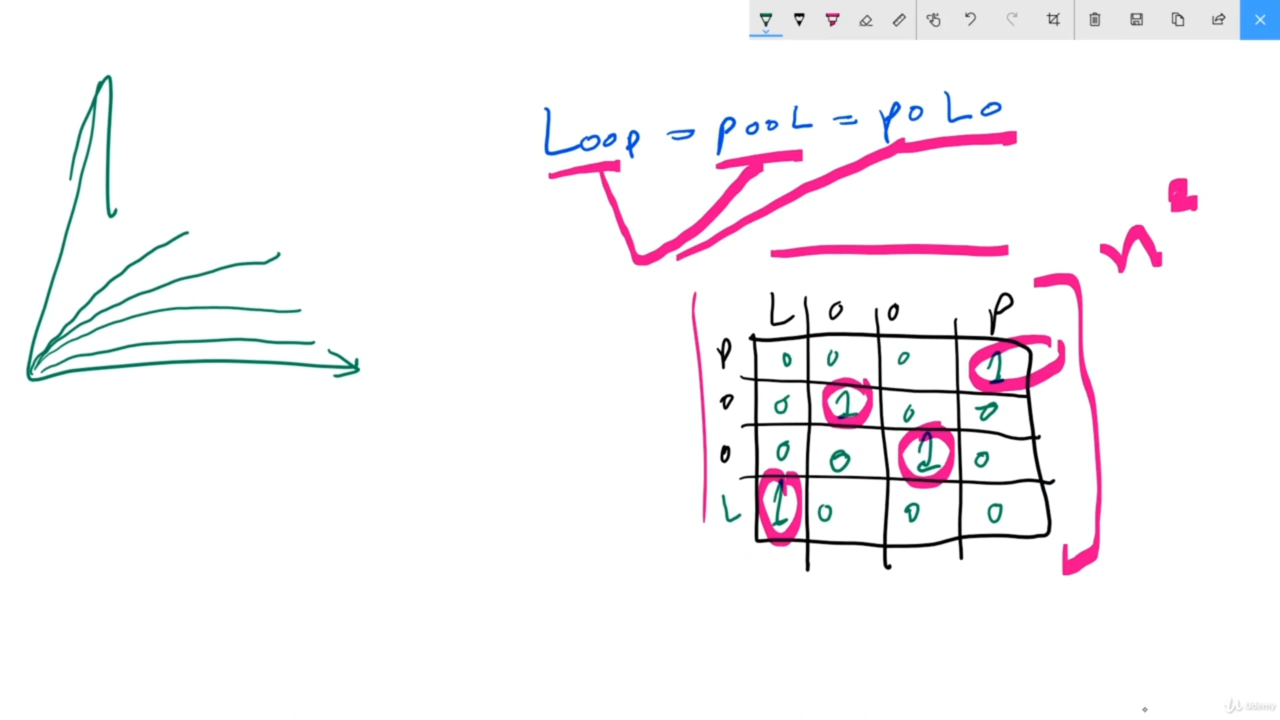 Loop = pool = polo
n²
L o o P
P 0 0 0 1
o 0 1 0 0
o 0 0 1 0
L 1 0 0 0
Udemy